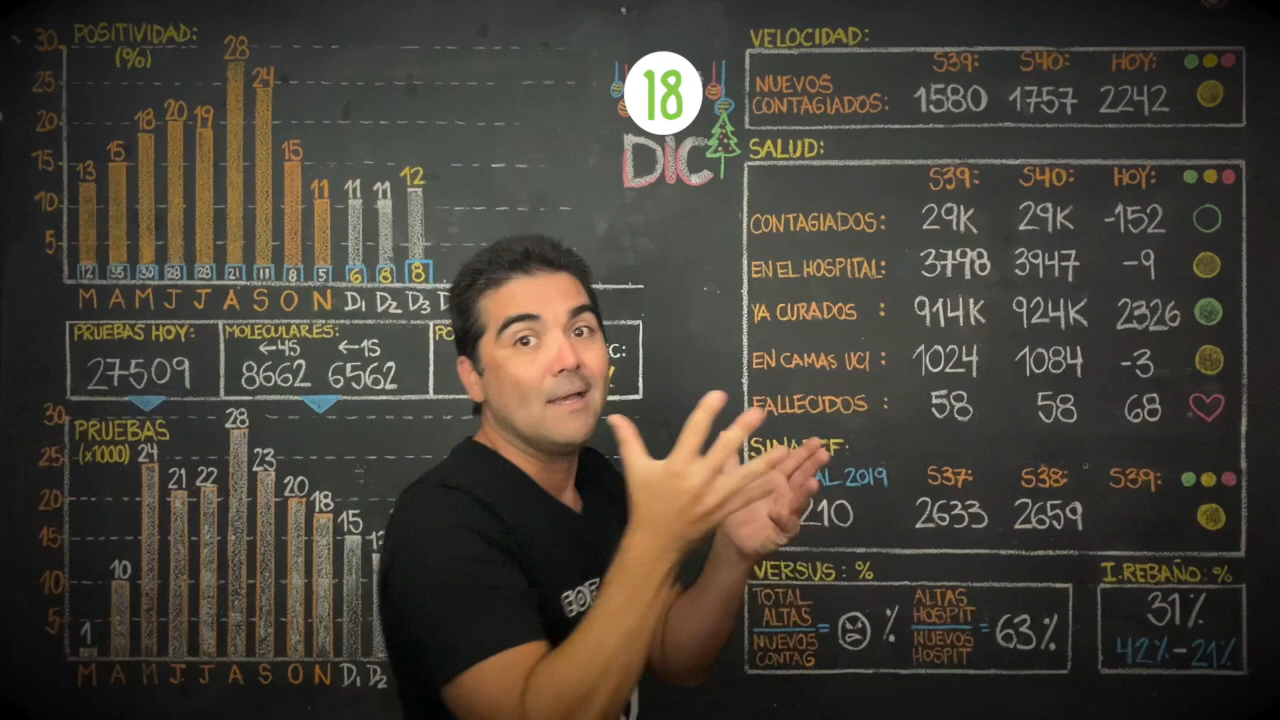 POSITIVIDAD:
(%)
30
25
20
15
10
5
13 15 18 20 19 28 24 15 11 11 11 12
12 35 30 28 28 21 11 8 5 6 8 8
M A M J J A S O N D1 D2 D3 D
PRUEBAS HOY:
27509
MOLECULARES:
←4S ←1S
8662 6562
PO
C:
PRUEBAS
(x1000)
30
25
20
15
10
5
1 10 24 21 22 28 23 20 18 15
M A M J J A S O N D1 D2
18
DIC
VELOCIDAD:
S39: S40: HOY:
NUEVOS
CONTAGIADOS: 1580 1757 2242
SALUD:
S39: S40: HOY:
CONTAGIADOS: 29K 29K -152
EN EL HOSPITAL: 3798 3947 -9
YA CURADOS : 914K 924K 2326
EN CAMAS UCI : 1024 1084 -3
FALLECIDOS : 58 58 68
AL 2019 S37: S38: S39:
210 2633 2659
VERSUS: %
TOTAL
ALTAS
NUEVOS
CONTAG
= %
ALTAS
HOSPIT
NUEVOS
HOSPIT
= 63%
I.REBAÑO: %
31%
42%-21%